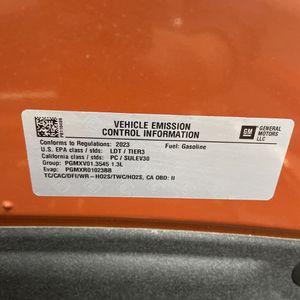 VEHICLE EMISSION
CONTROL INFORMATION
GM
GENERAL
MOTORS
LLC
Conforms to Regulations: 2023
Fuel: Gasoline
U.S. EPA class / stds: LDT / TIER3
California class / stds: PC / SULEV30
Group: PGMXV01.3545 1.3L
Evap: PGMXR0102388
TC/CAC/DFI/WR-HO2S/TWC/HO2S, CA OBD: II